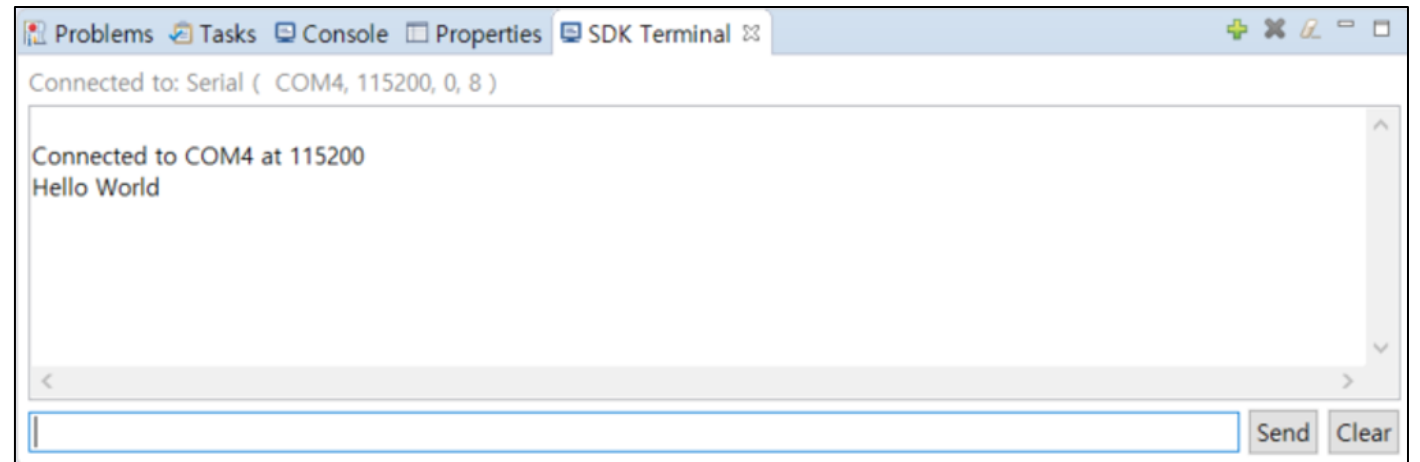 Problems Tasks Console Properties SDK Terminal
Connected to: Serial ( COM4, 115200, 0, 8 )
Connected to COM4 at 115200
Hello World
Send Clear